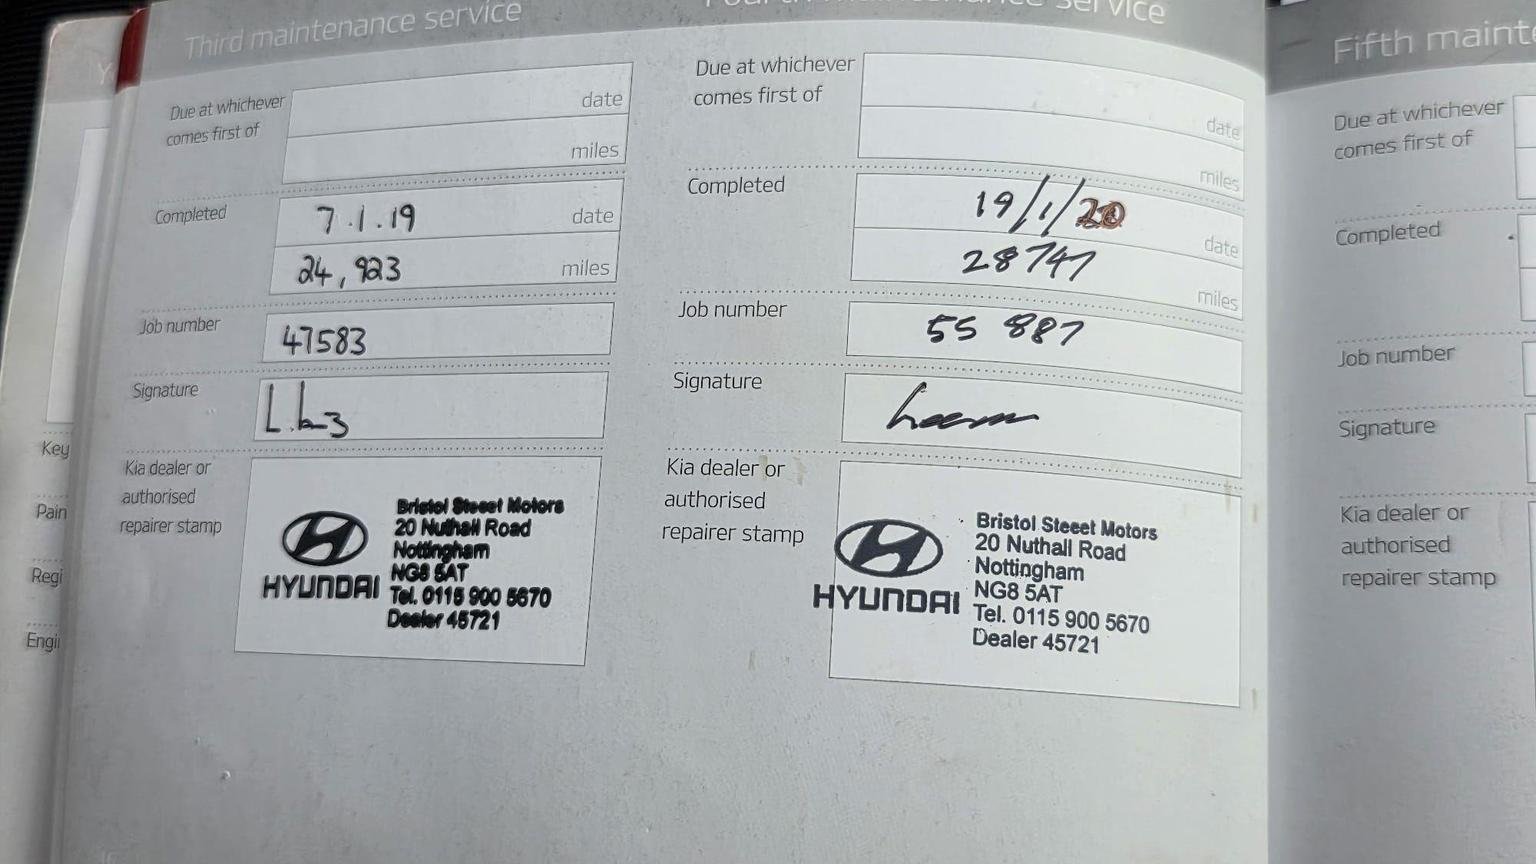 Third maintenance service
Due at whichever
comes first of
date
miles
Completed
7.1.19
date
24,923
miles
Job number
47583
Signature
Kia dealer or
authorised
repairer stamp
HYUNDAI
Bristol Steeet Motors
20 Nuthall Road
Nottingham
NG8 5AT
Tel. 0115 900 5670
Dealer 45721
Fourth maintenance service
Due at whichever
comes first of
date
miles
Completed
19/1/20
date
28747
miles
Job number
55 887
Signature
Kia dealer or
authorised
repairer stamp
HYUNDAI
Bristol Steeet Motors
20 Nuthall Road
Nottingham
NG8 5AT
Tel. 0115 900 5670
Dealer 45721
Fifth mainte
Due at whichever
comes first of
Completed
Job number
Signature
Kia dealer or
authorised
repairer stamp
Key
Pain
Regi
Engi